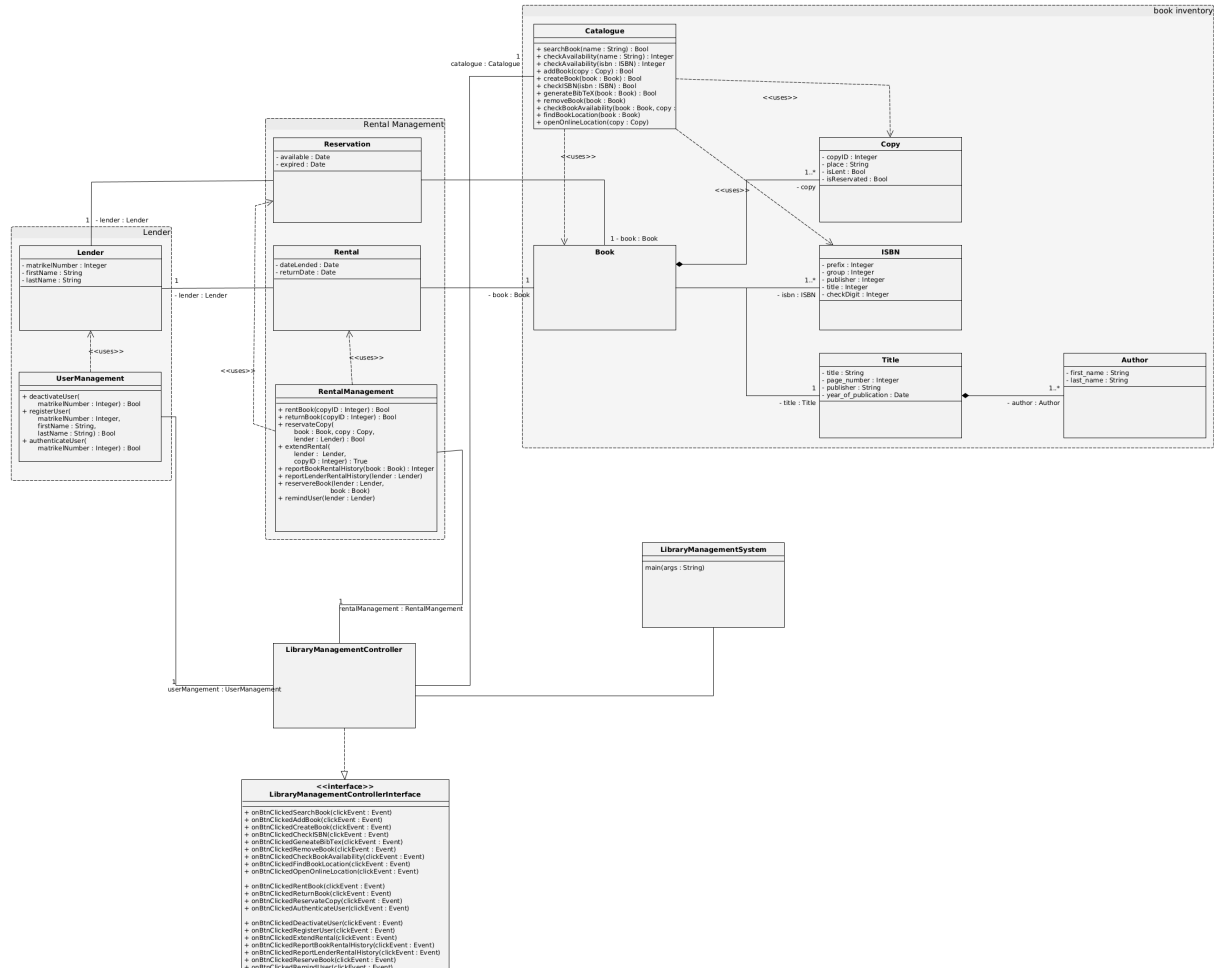 book inventory
Catalogue
+ searchBook(name : String) : Bool
+ checkAvailability(name : String) : Integer
+ checkAvailability(isbn : ISBN) : Integer
+ addBook(copy : Copy) : Bool
+ createBook(book : Book) : Bool
+ checkISBN(isbn : ISBN) : Bool
+ generateBibTeX(book : Book) : Bool
+ removeBook(book : Book)
+ checkBookAvailability(book : Book, copy :
+ findBookLocation(book : Book)
+ openOnlineLocation(copy : Copy)
1
catalogue : Catalogue
<<uses>>
<<uses>>
<<uses>>
Copy
- copyID : Integer
- place : String
- isLent : Bool
- isReservated : Bool
1..*
- copy
Rental Management
Reservation
- available : Date
- expired : Date
1 - lender : Lender
1 - book : Book
Lender
Lender
- matrikelNumber : Integer
- firstName : String
- lastName : String
1
- lender : Lender
Rental
- dateLended : Date
- returnDate : Date
1
- book : Book
Book
ISBN
- prefix : Integer
- group : Integer
- publisher : Integer
- title : Integer
- checkDigit : Integer
1..*
- isbn : ISBN
<<uses>>
<<uses>>
<<uses>>
Title
- title : String
- page_number : Integer
- publisher : String
- year_of_publication : Date
1
- title : Title
Author
- first_name : String
- last_name : String
1..*
- author : Author
UserManagement
+ deactivateUser(
matrikelNumber : Integer) : Bool
+ registerUser(
matrikelNumber : Integer,
firstName : String,
lastName : String) : Bool
+ authenticateUser(
matrikelNumber : Integer) : Bool
RentalManagement
+ rentBook(copyID : Integer) : Bool
+ returnBook(copyID : Integer) : Bool
+ reservateCopy(
book : Book, copy : Copy,
lender : Lender) : Bool
+ extendRental(
lender : Lender,
copyID : Integer) : True
+ reportBookRentalHistory(book : Book) : Integer
+ reportLenderRentalHistory(lender : Lender)
+ reservereBook(lender : Lender,
book : Book)
+ remindUser(lender : Lender)
LibraryManagementSystem
main(args : String)
1
rentalManagement : RentalMangement
LibraryManagementController
1
userMangement : UserManagement
<<interface>>
LibraryManagementControllerInterface
+ onBtnClickedSearchBook(clickEvent : Event)
+ onBtnClickedAddBook(clickEvent : Event)
+ onBtnClickedCreateBook(clickEvent : Event)
+ onBtnClickedCheckISBN(clickEvent : Event)
+ onBtnClickedGeneateBibTex(clickEvent : Event)
+ onBtnClickedRemoveBook(clickEvent : Event)
+ onBtnClickedCheckBookAvailability(clickEvent : Event)
+ onBtnClickedFindBookLocation(clickEvent : Event)
+ onBtnClickedOpenOnlineLocation(clickEvent : Event)
+ onBtnClickedRentBook(clickEvent : Event)
+ onBtnClickedReturnBook(clickEvent : Event)
+ onBtnClickedReservateCopy(clickEvent : Event)
+ onBtnClickedAuthenticateUser(clickEvent : Event)
+ onBtnClickedDeactivateUser(clickEvent : Event)
+ onBtnClickedRegisterUser(clickEvent : Event)
+ onBtnClickedExtendRental(clickEvent : Event)
+ onBtnClickedReportBookRentalHistory(clickEvent : Event)
+ onBtnClickedReportLenderRentalHistory(clickEvent : Event)
+ onBtnClickedReserveBook(clickEvent : Event)
+ onBtnClickedRemindUser(clickEvent : Event)